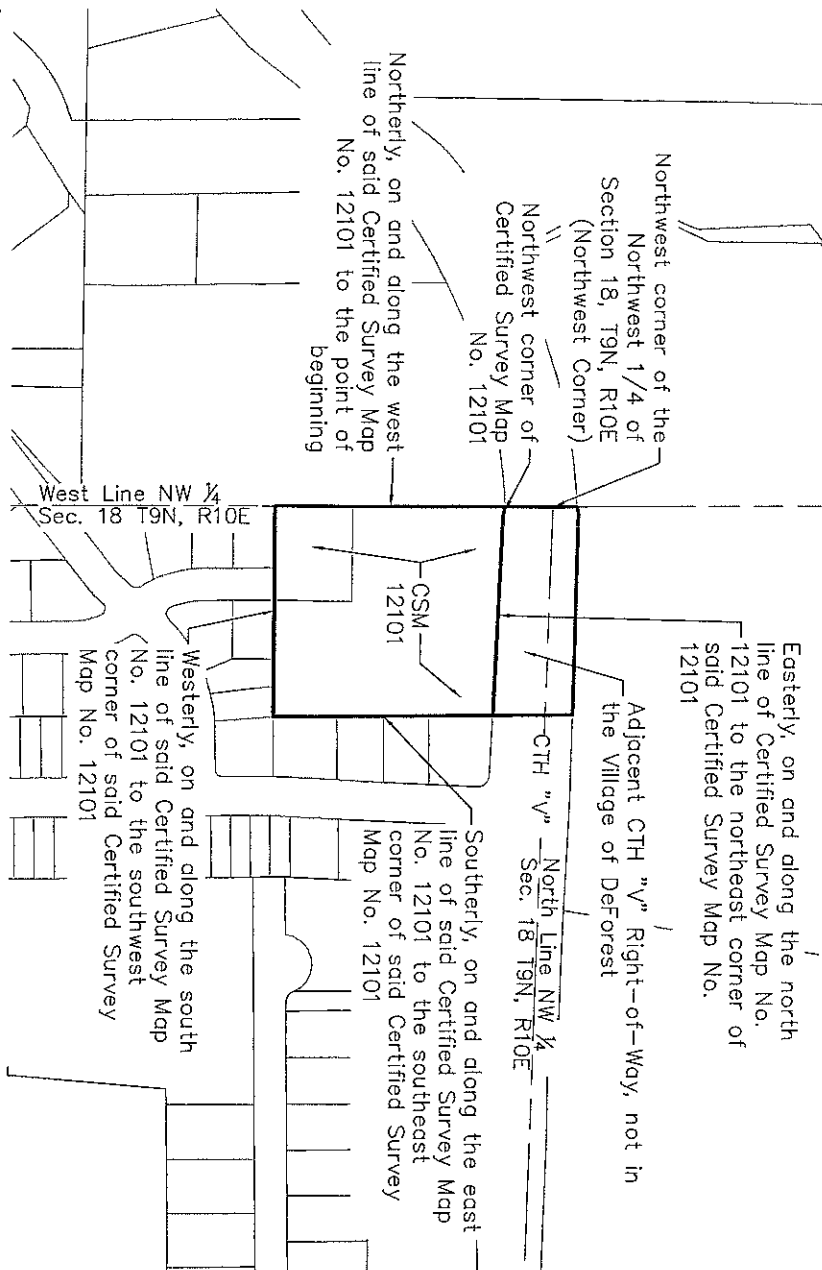 Easterly, on and along the north
line of Certified Survey Map No.
12101 to the northeast corner of
said Certified Survey Map No.
12101
Adjacent CTH "V" Right-of-Way, not in
the Village of DeForest
Northwest corner of the
Northwest 1/4 of
Section 18, T9N, R10E
(Northwest Corner)
Northwest corner of
Certified Survey Map
No. 12101
Northerly, on and along the west
line of said Certified Survey Map
No. 12101 to the point of
beginning
CTH "V"
North Line NW ¼
Sec. 18 T9N, R10E
CSM
12101
Southerly, on and along the east
line of said Certified Survey Map
No. 12101 to the southeast
corner of said Certified Survey
Map No. 12101
West Line NW ¼
Sec. 18 T9N, R10E
Westerly, on and along the south
line of said Certified Survey Map
No. 12101 to the southwest
corner of said Certified Survey
Map No. 12101